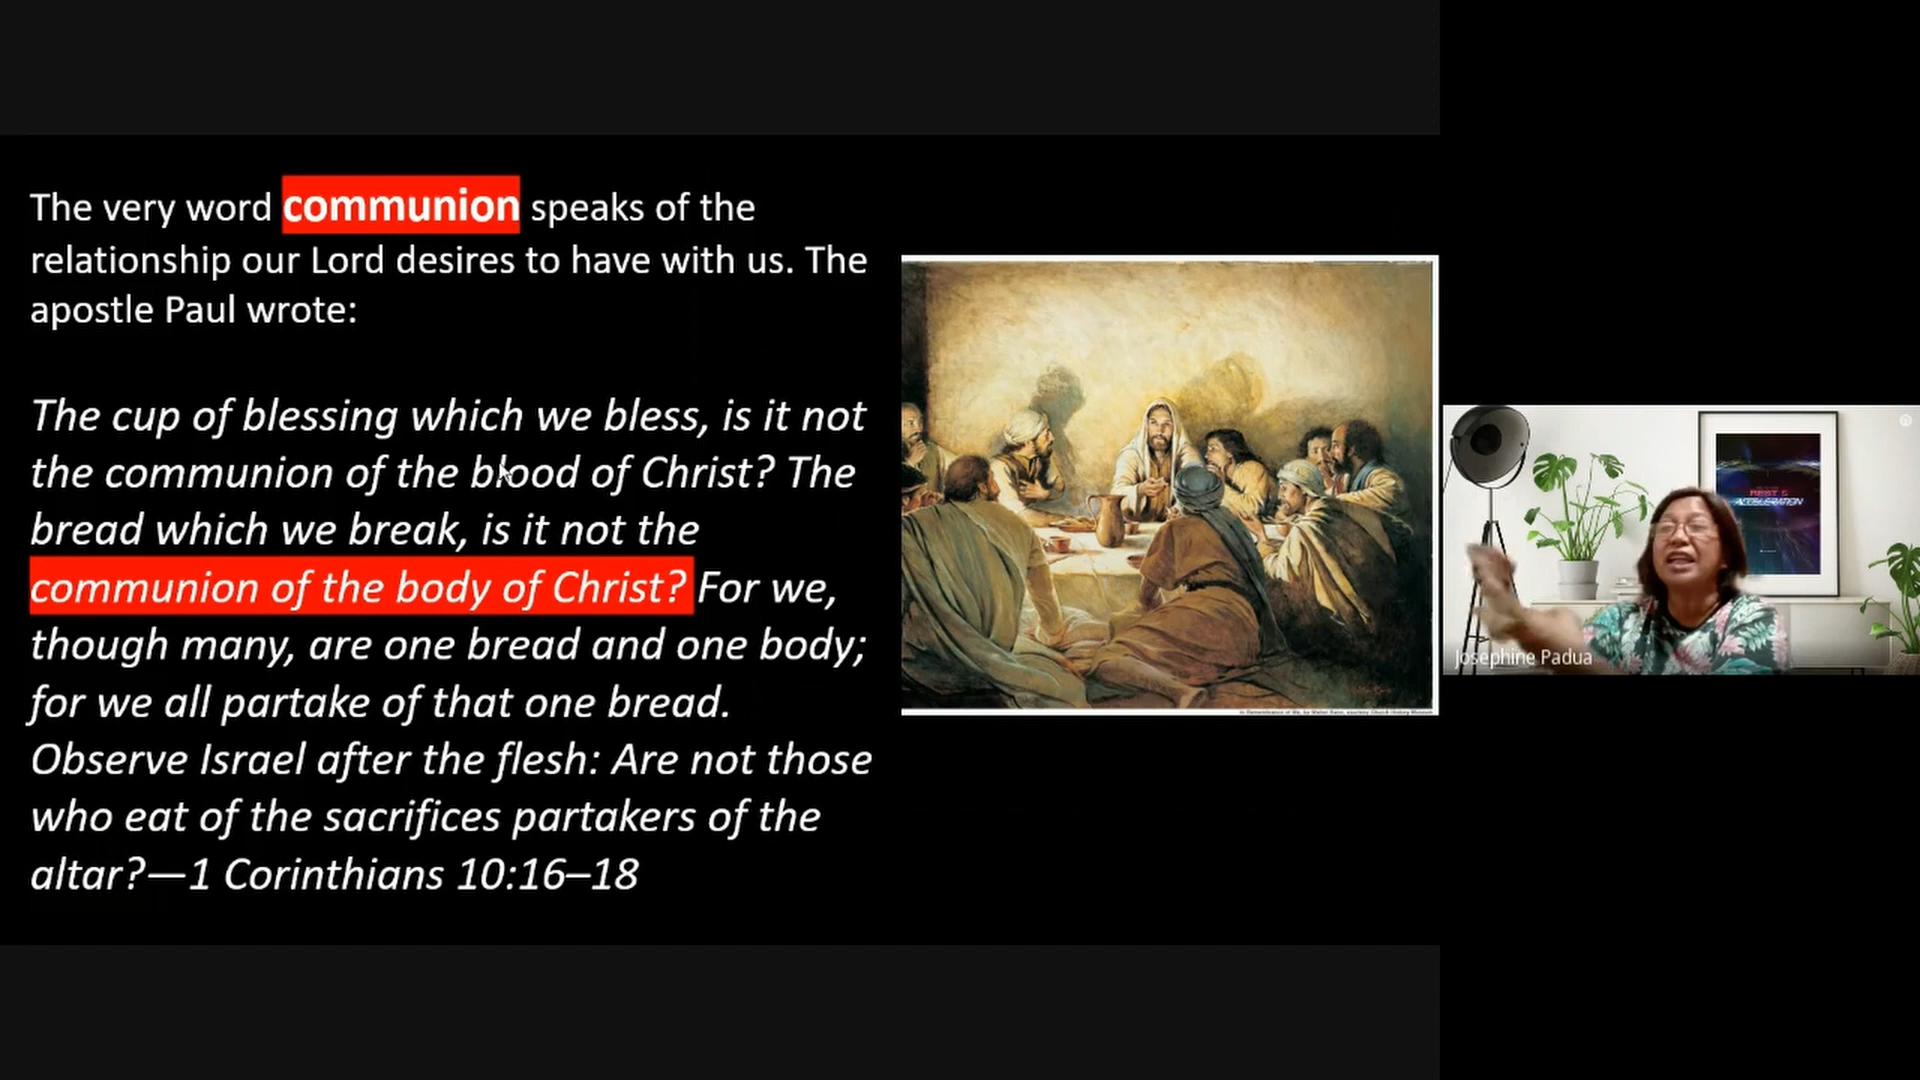 The very word communion speaks of the
relationship our Lord desires to have with us. The
apostle Paul wrote:
The cup of blessing which we bless, is it not
the communion of the blood of Christ? The
bread which we break, is it not the
communion of the body of Christ? For we,
though many, are one bread and one body;
for we all partake of that one bread.
Observe Israel after the flesh: Are not those
who eat of the sacrifices partakers of the
altar?—1 Corinthians 10:16–18
ACCELERATION
Josephine Padua